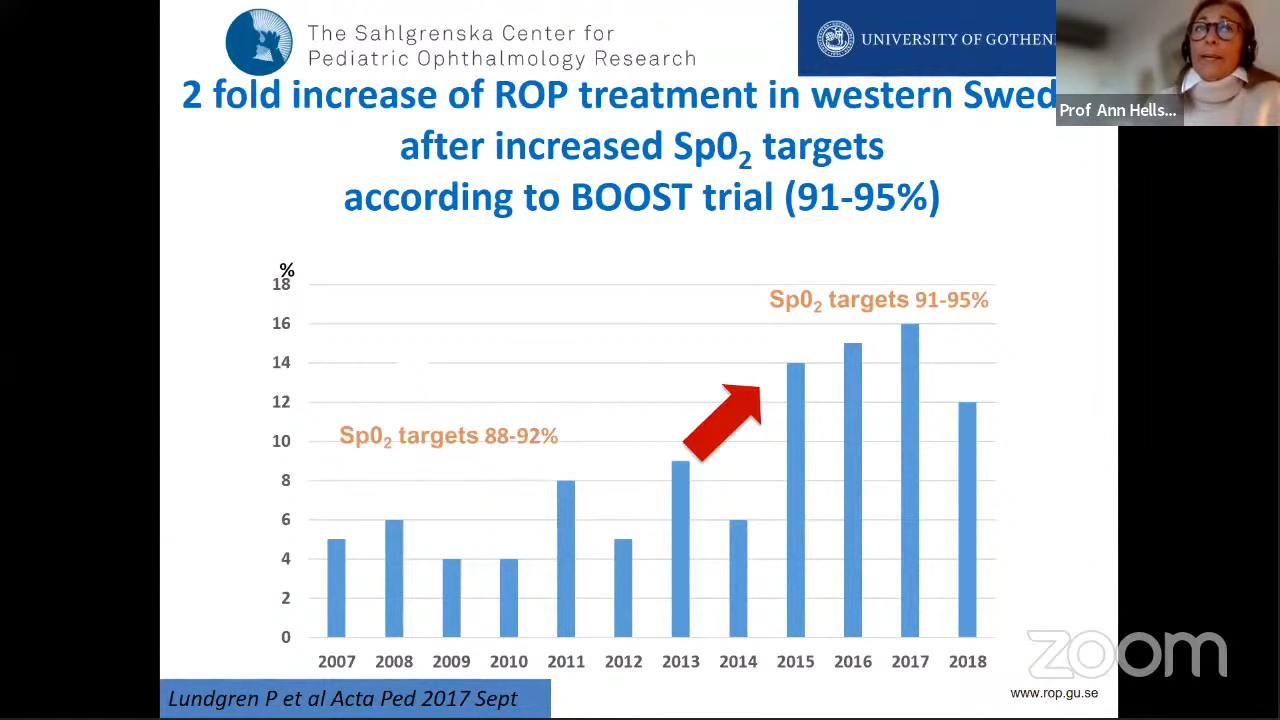 The Sahlgrenska Center for
Pediatric Ophthalmology Research
UNIVERSITY OF GOTHEN
Prof Ann Hells...
2 fold increase of ROP treatment in western Swed
after increased Sp0₂ targets
according to BOOST trial (91-95%)
%
18
16
14
12
10
8
6
4
2
0
Sp0₂ targets 91-95%
Sp0₂ targets 88-92%
2007 2008 2009 2010 2011 2012 2013 2014 2015 2016 2017 2018
zoom
www.rop.gu.se
Lundgren P et al Acta Ped 2017 Sept